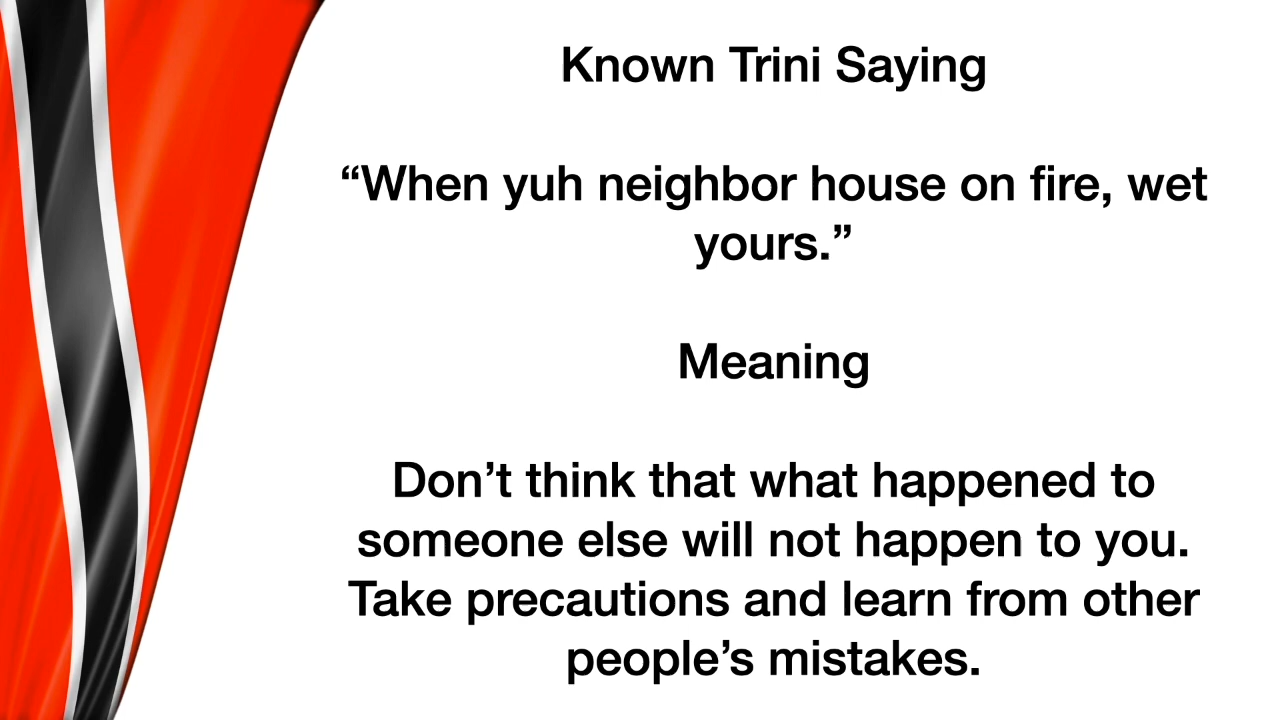 Known Trini Saying
“When yuh neighbor house on fire, wet
yours.”
Meaning
Don’t think that what happened to
someone else will not happen to you.
Take precautions and learn from other
people’s mistakes.